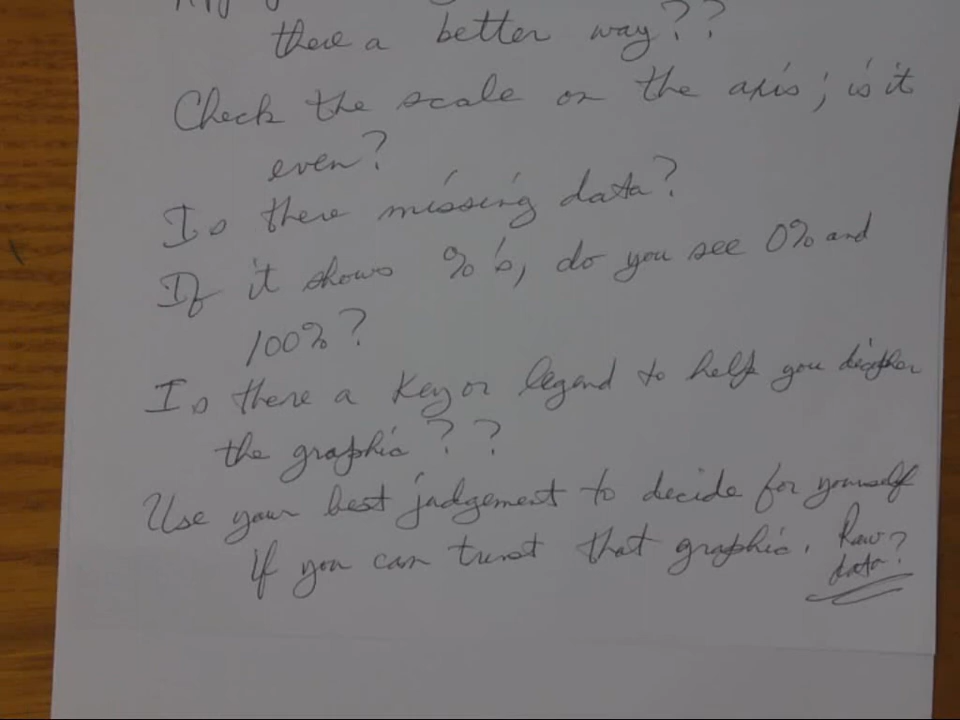 there a better way??
Check the scale on the axis; is it
even?
Is there missing data?
If it shows %'s, do you see 0% and
100%?
Is there a key or legend to help you decipher
the graphic??
Use your best judgement to decide for yourself
If you can trust that graphic. Raw
data?